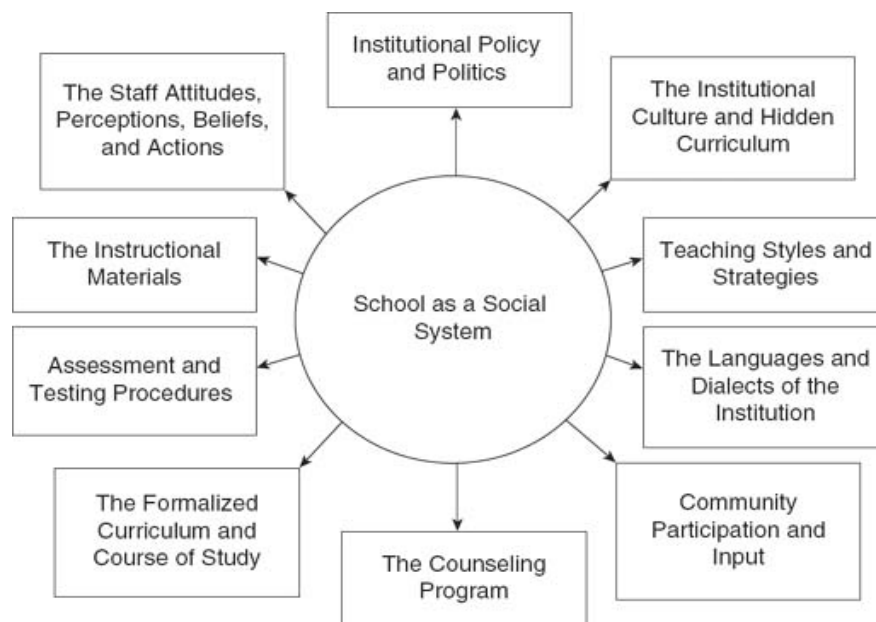 Institutional Policy
and Politics
The Staff Attitudes,
Perceptions, Beliefs,
and Actions
The Institutional
Culture and Hidden
Curriculum
The Instructional
Materials
Teaching Styles and
Strategies
School as a Social
System
Assessment and
Testing Procedures
The Languages and
Dialects of the
Institution
The Formalized
Curriculum and
Course of Study
The Counseling
Program
Community
Participation and
Input